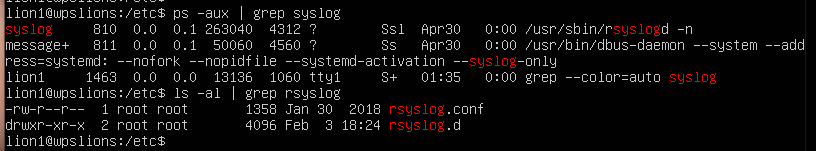 lion1@wpslions:/etc$ ps -aux | grep syslog
syslog 810 0.0 0.1 263040 4312 ? Ssl Apr30 0:00 /usr/sbin/rsyslogd -n
message+ 811 0.0 0.1 50060 4560 ? Ss Apr30 0:00 /usr/bin/dbus-daemon --system --add
ress=systemd: --nofork --nopidfile --systemd-activation --syslog-only
lion1 1463 0.0 0.0 13136 1060 tty1 S+ 01:35 0:00 grep --color=auto syslog
lion1@wpslions:/etc$ ls -al | grep rsyslog
-rw-r--r-- 1 root root 1358 Jan 30 2018 rsyslog.conf
drwxr-xr-x 2 root root 4096 Feb 3 18:24 rsyslog.d
lion1@wpslions:/etc$